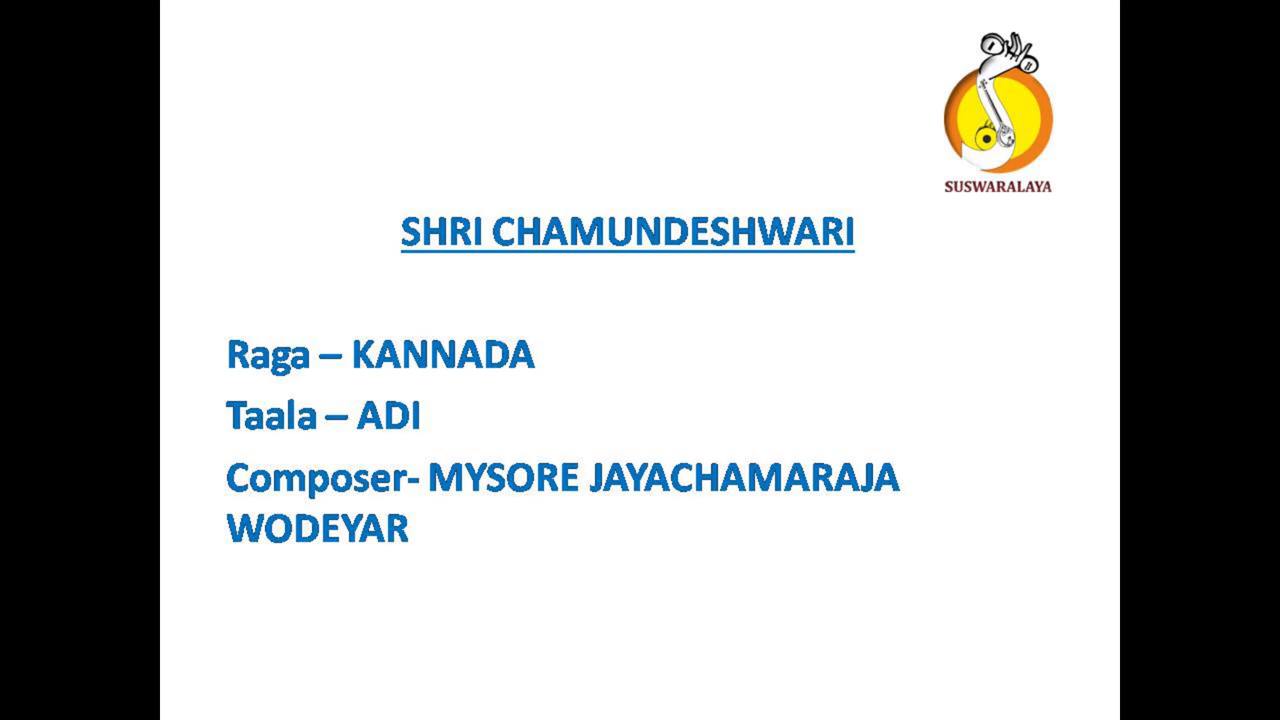 SUSWARALAYA
SHRI CHAMUNDESHWARI
Raga – KANNADA
Taala – ADI
Composer- MYSORE JAYACHAMARAJA
WODEYAR